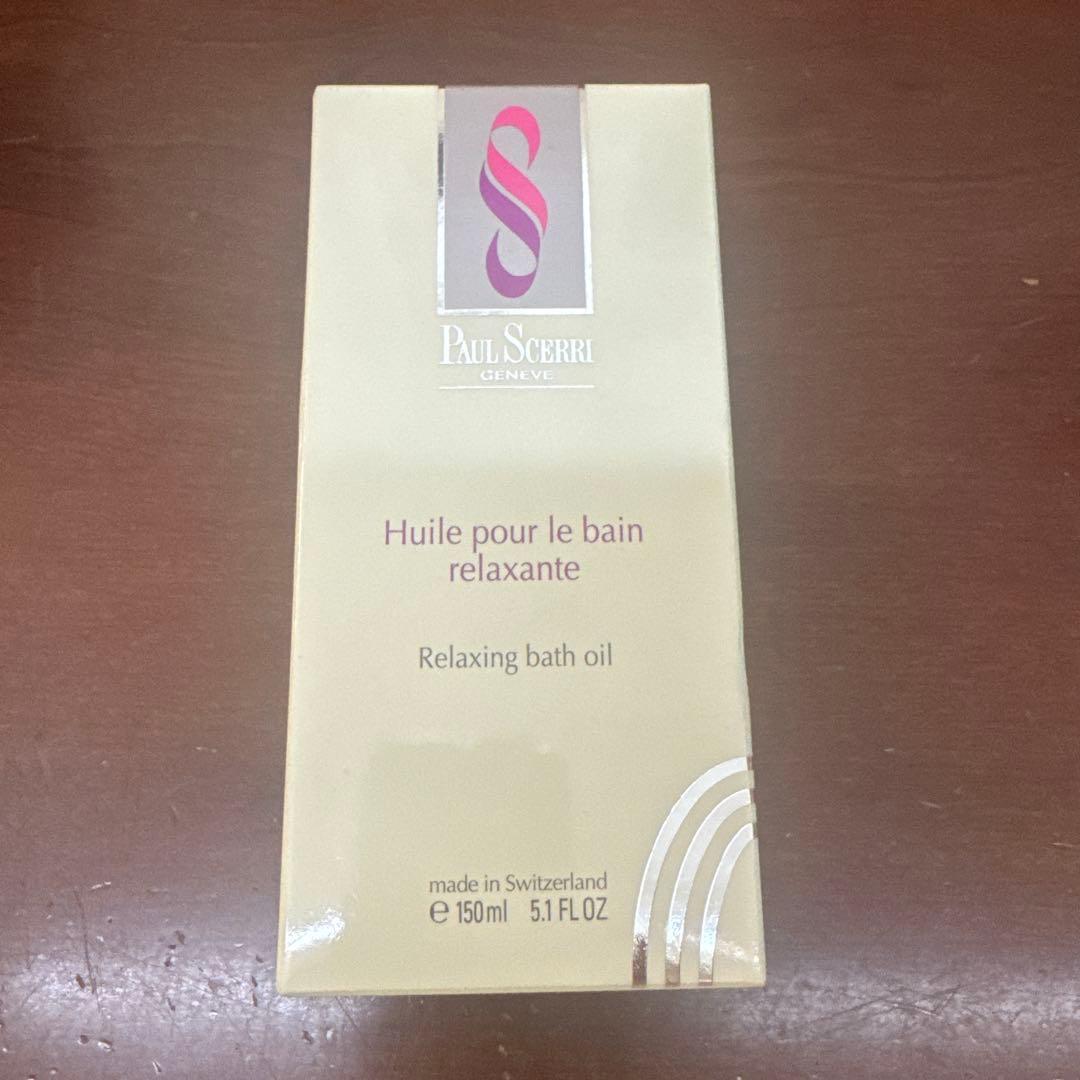 PAUL SCERRI
GENEVE
Huile pour le bain
relaxante
Relaxing bath oil
made in Switzerland
℮ 150ml 5.1 FL OZ